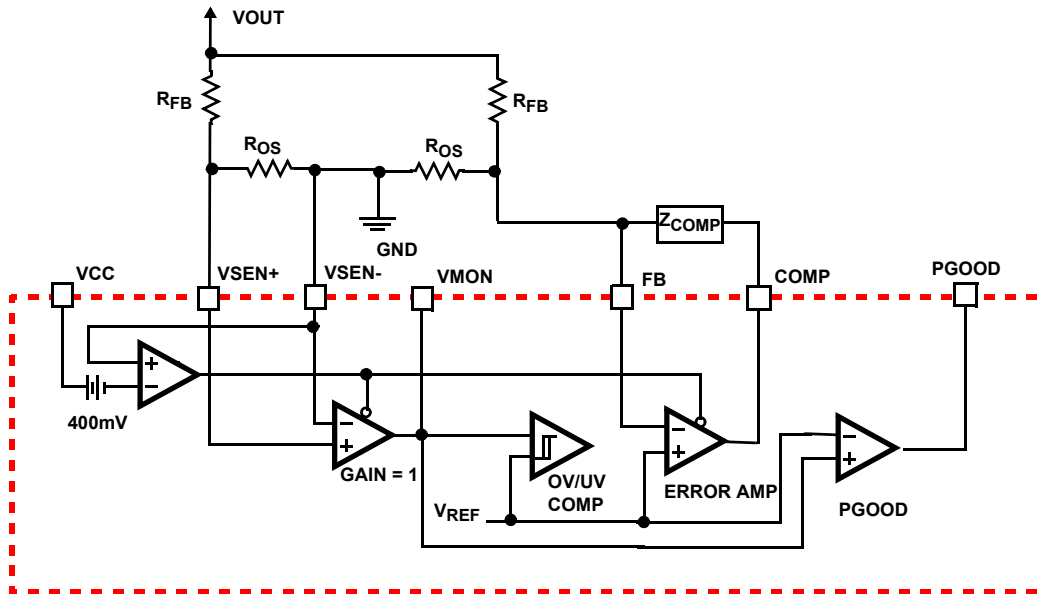 VOUT
RFB
RFB
ROS
ROS
ZCOMP
GND
VCC
VSEN+
VSEN-
VMON
FB
COMP
PGOOD
+
−
400mV
−
+
GAIN = 1
OV/UV
COMP
−
+
ERROR AMP
−
+
PGOOD
VREF